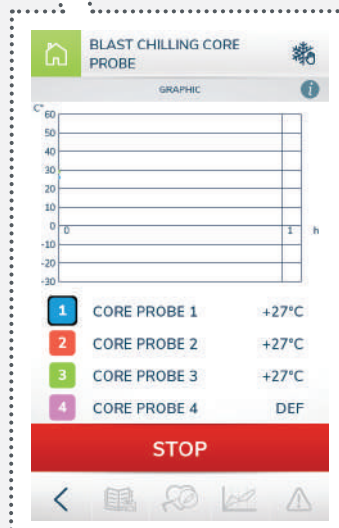 BLAST CHILLING CORE
PROBE
GRAPHIC
i
C°
60
50
40
30
20
10
0
0 1 h
-10
-20
-30
1 CORE PROBE 1 +27°C
2 CORE PROBE 2 +27°C
3 CORE PROBE 3 +27°C
4 CORE PROBE 4 DEF
STOP